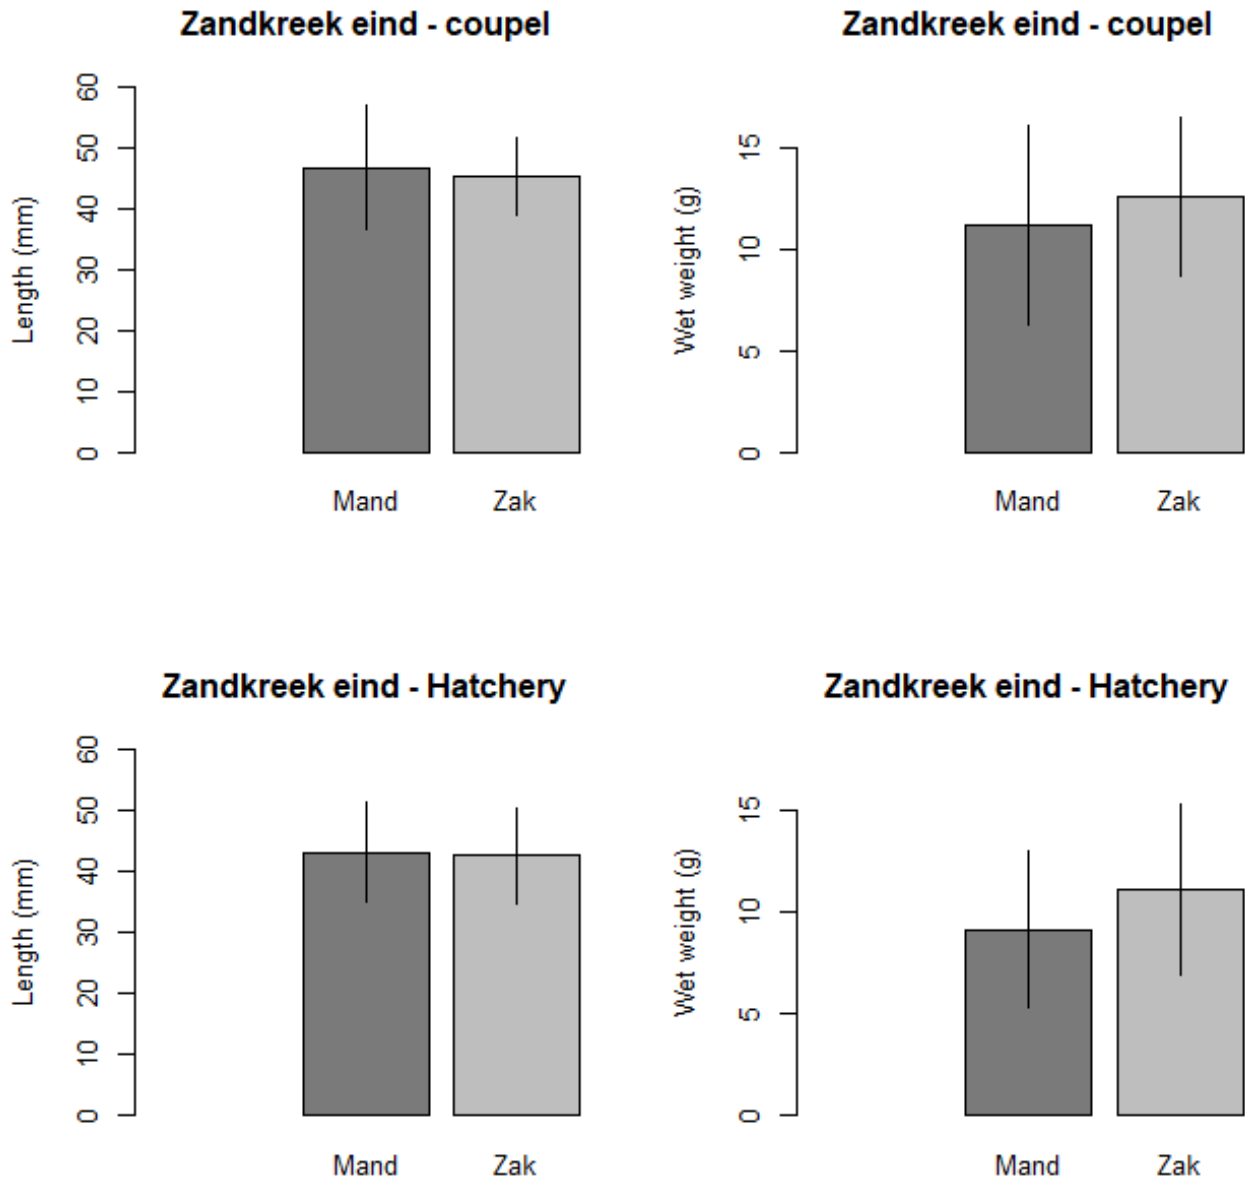 Zandkreek eind - coupel
Length (mm)
0 10 20 30 40 50 60
Mand Zak
Zandkreek eind - coupel
Wet weight (g)
0 5 10 15
Mand Zak
Zandkreek eind - Hatchery
Length (mm)
0 10 20 30 40 50 60
Mand Zak
Zandkreek eind - Hatchery
Wet weight (g)
0 5 10 15
Mand Zak